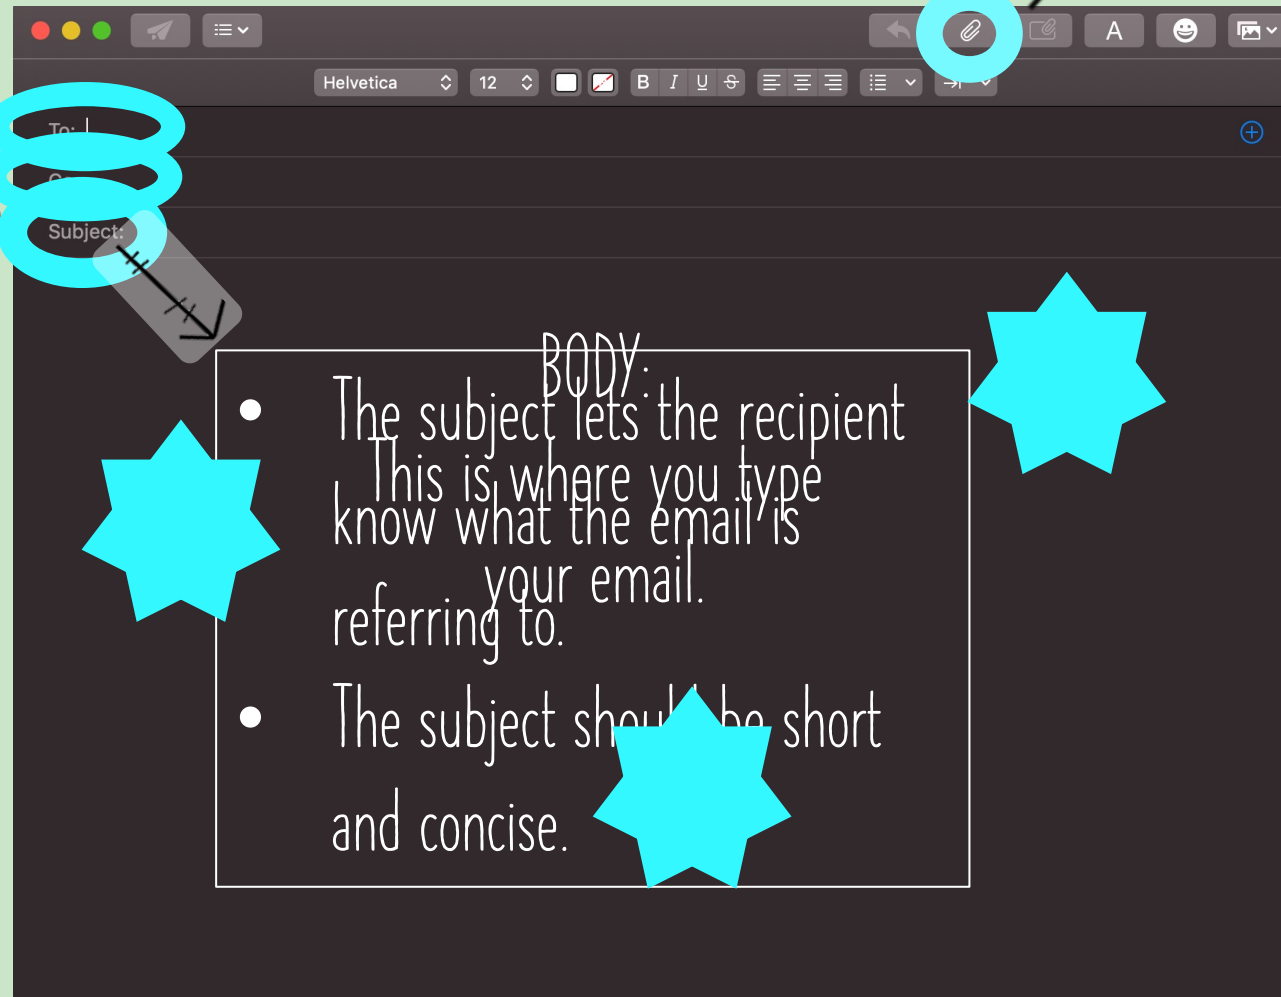 A
Helvetica
12
B I U S
To:
Subject:
BODY:
The subject lets the recipient
This is where you type
know what the email is
your email.
referring to.
The subject should be short
and concise.